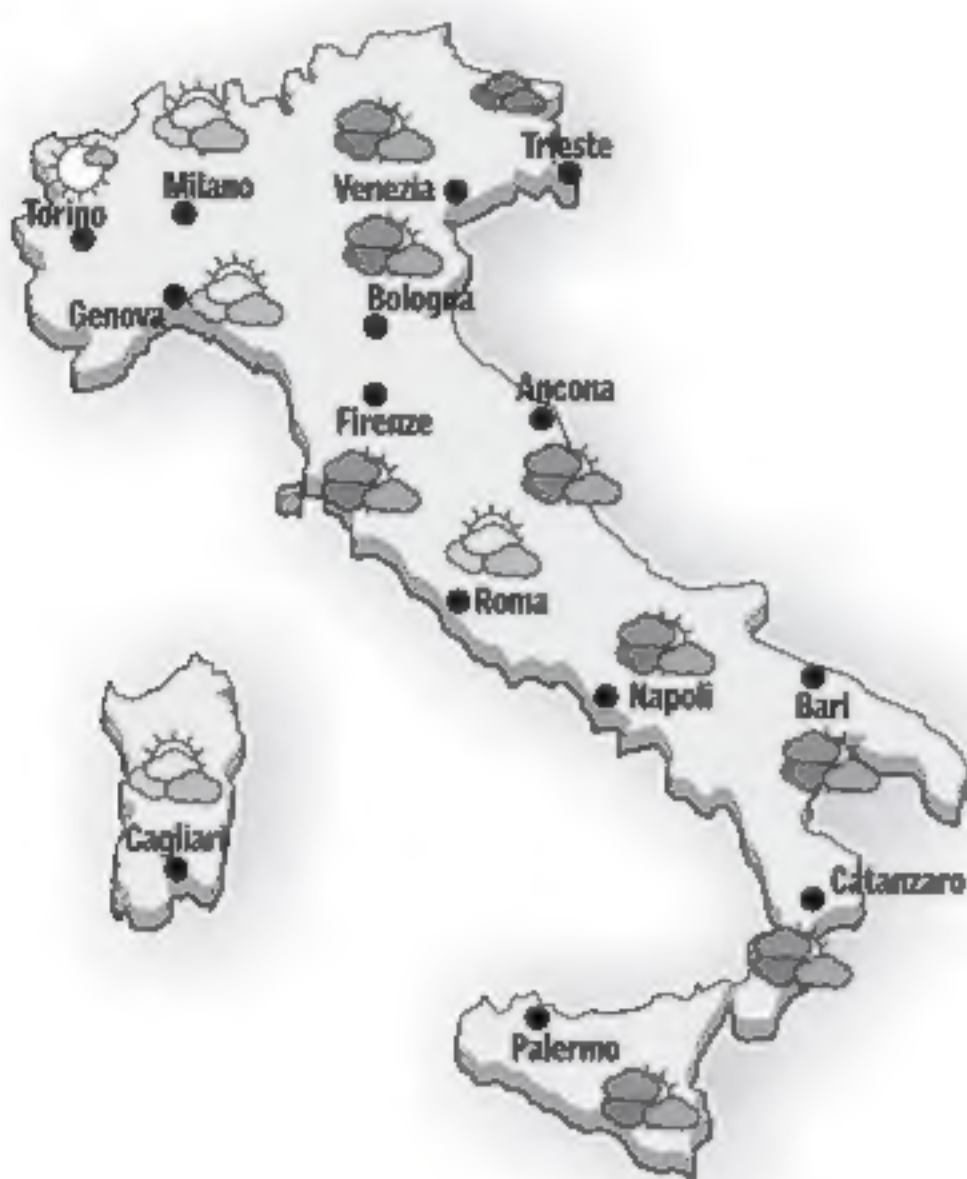 Trieste
Milano
Venezia
Torino
Bologna
Genova
Ancona
Firenze
Roma
Napoli
Bari
Cagliari
Catanzaro
Palermo